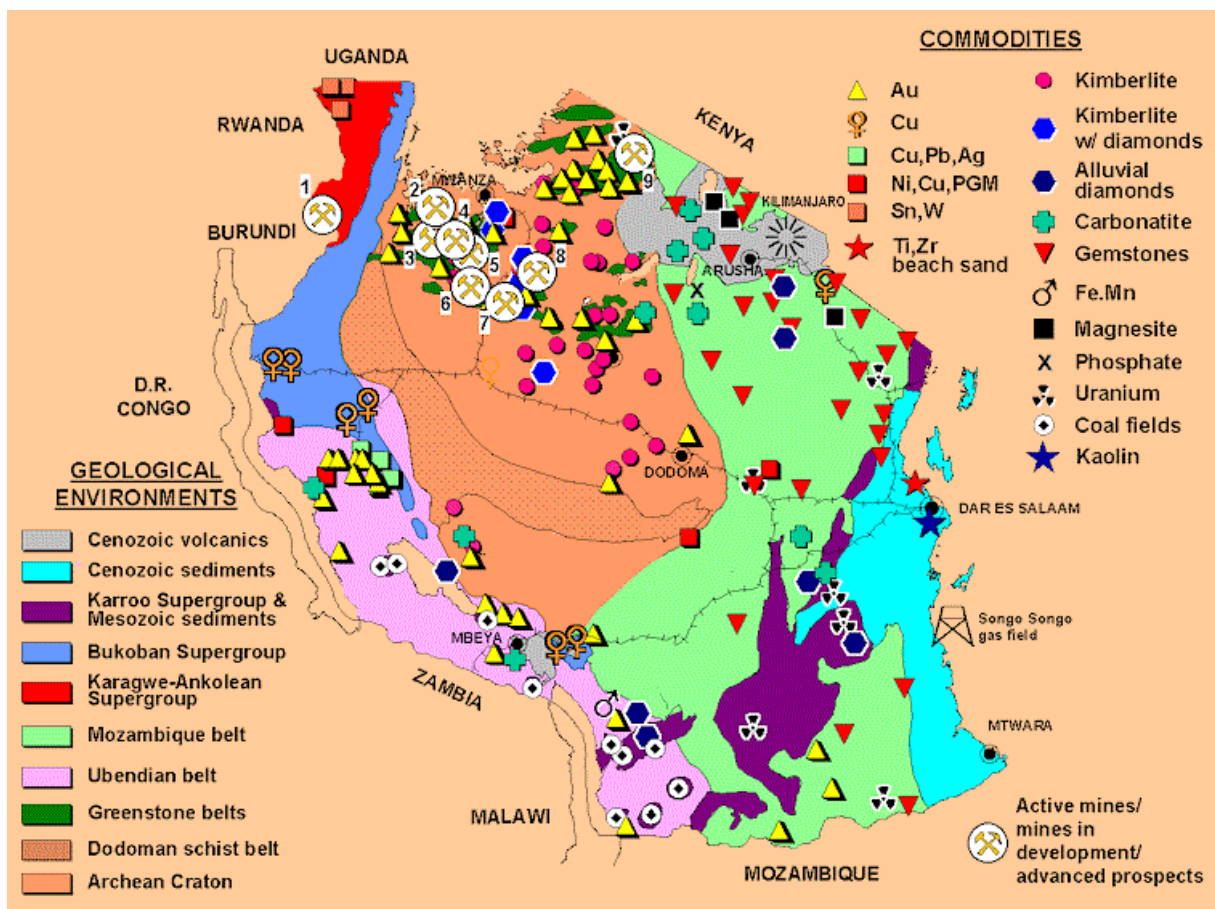 UGANDA
RWANDA
BURUNDI
D.R.
CONGO
KENYA
ZAMBIA
MALAWI
MOZAMBIQUE
1
2
3
4
5
6
7
8
9
KILIMANJARO
ARUSHA
DODOMA
DAR ES SALAAM
MBEYA
MTWARA
Songo Songo
gas field
COMMODITIES
Au
Cu
Cu,Pb,Ag
Ni,Cu,PGM
Sn,W
Ti,Zr
beach sand
Kimberlite
Kimberlite
w/ diamonds
Alluvial
diamonds
Carbonatite
Gemstones
Fe.Mn
Magnesite
X Phosphate
Uranium
Coal fields
Kaolin
GEOLOGICAL
ENVIRONMENTS
Cenozoic volcanics
Cenozoic sediments
Karroo Supergroup &
Mesozoic sediments
Bukoban Supergroup
Karagwe-Ankolean
Supergroup
Mozambique belt
Ubendian belt
Greenstone belts
Dodoman schist belt
Archean Craton
Active mines/
mines in
development/
advanced prospects